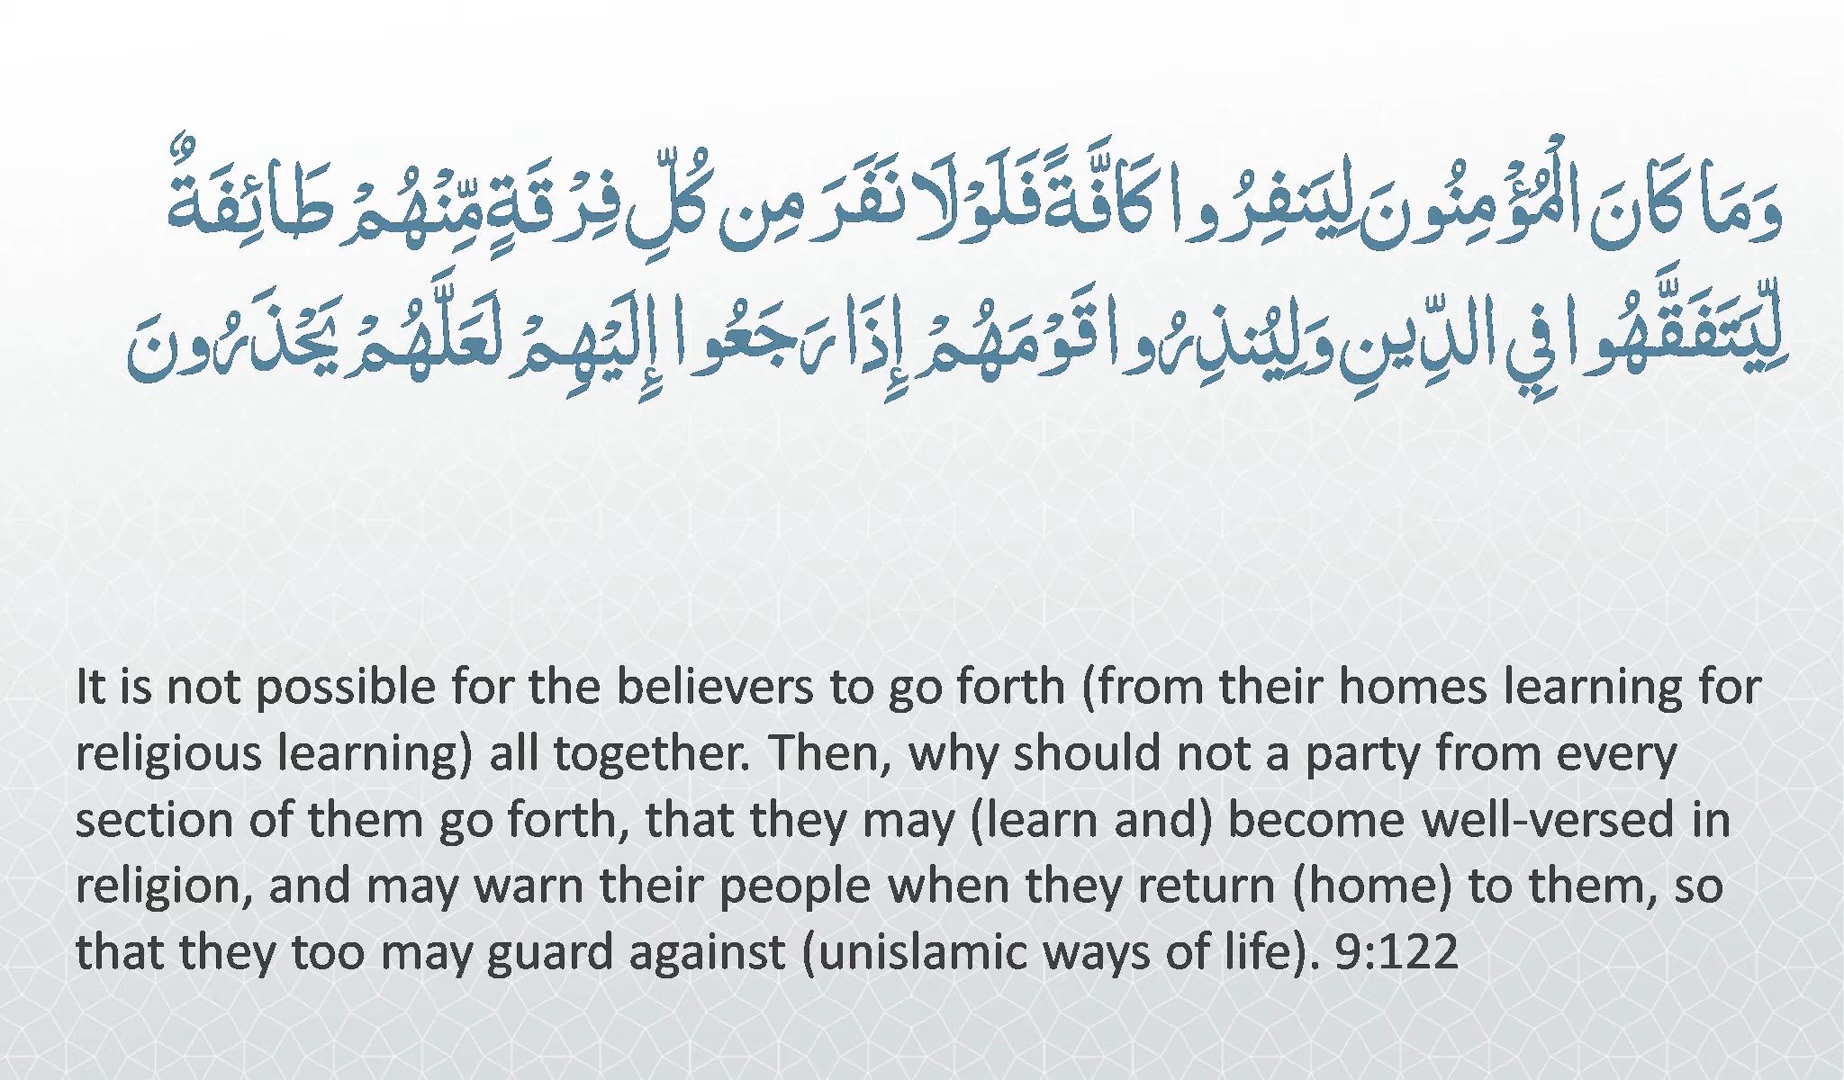 وَمَا كَانَ الْمُؤْمِنُونَ لِيَنفِرُوا كَافَّةً فَلَوْلَا نَفَرَ مِن كُلِّ فِرْقَةٍ مِّنْهُمْ طَائِفَةٌ
لِّيَتَفَقَّهُوا فِي الدِّينِ وَلِيُنذِرُوا قَوْمَهُمْ إِذَا رَجَعُوا إِلَيْهِمْ لَعَلَّهُمْ يَحْذَرُونَ
It is not possible for the believers to go forth (from their homes learning for
religious learning) all together. Then, why should not a party from every
section of them go forth, that they may (learn and) become well-versed in
religion, and may warn their people when they return (home) to them, so
that they too may guard against (unislamic ways of life). 9:122